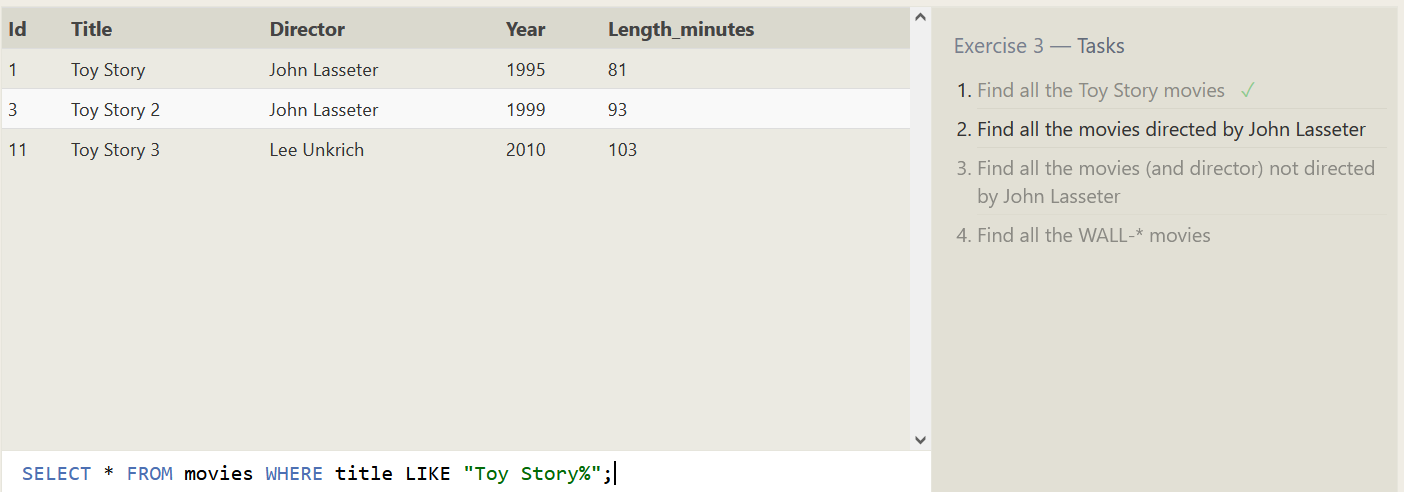 Id Title Director Year Length_minutes
1 Toy Story John Lasseter 1995 81
3 Toy Story 2 John Lasseter 1999 93
11 Toy Story 3 Lee Unkrich 2010 103
SELECT * FROM movies WHERE title LIKE "Toy Story%";
Exercise 3 — Tasks
1. Find all the Toy Story movies ✓
2. Find all the movies directed by John Lasseter
3. Find all the movies (and director) not directed
by John Lasseter
4. Find all the WALL-* movies